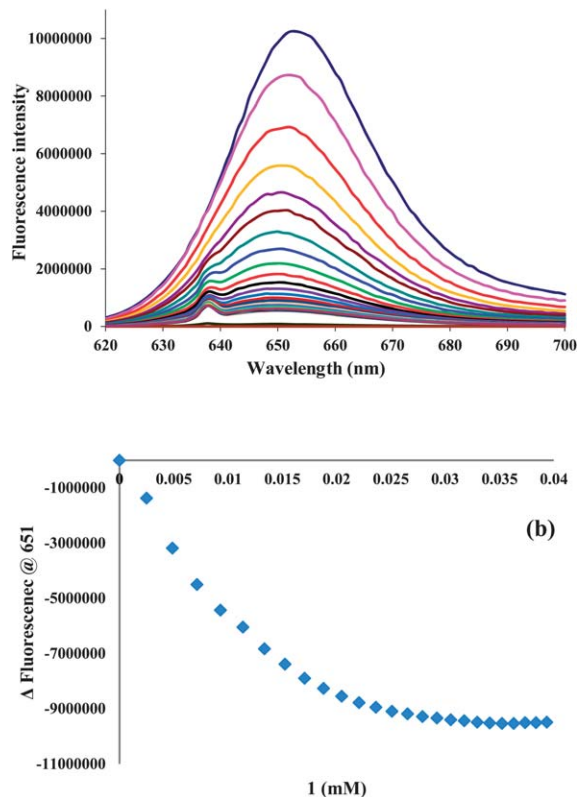 Fluorescence intensity
10000000
8000000
6000000
4000000
2000000
0
620 630 640 650 660 670 680 690 700
Wavelength (nm)
0 0.005 0.01 0.015 0.02 0.025 0.03 0.035 0.04
-1000000
(b)
-3000000
Δ Fluorescenec @ 651
-5000000
-7000000
-9000000
-11000000
1 (mM)